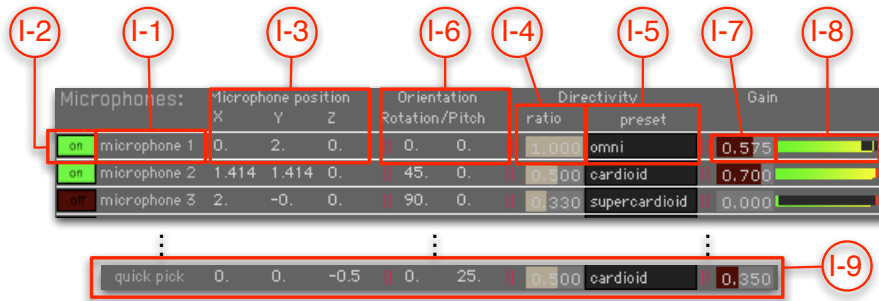 I-2 I-1 I-3 I-6 I-4 I-5 I-7 I-8
Microphones: Microphone position Orientation Directivity Gain
X Y Z Rotation/Pitch ratio preset
on microphone 1 0. 2. 0. 0. 0. 1.000 omni 0.575
on microphone 2 1.414 1.414 0. 45. 0. 0.500 cardioid 0.700
off microphone 3 2. -0. 0. 90. 0. 0.330 supercardioid 0.000
I-9
quick pick 0. 0. -0.5 0. 25. 0.500 cardioid 0.350